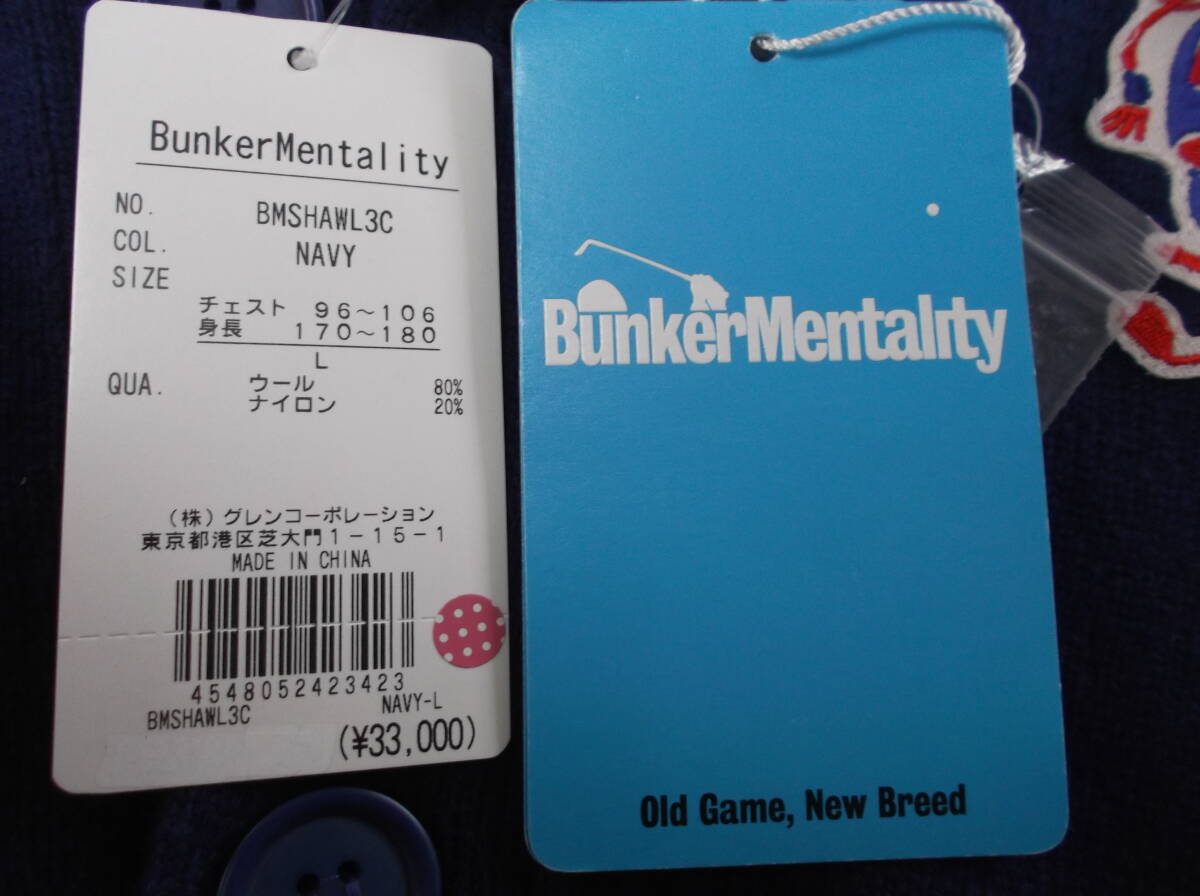 BunkerMentality
NO. BMSHAWL3C
COL. NAVY
SIZE
チェスト 96～106
身長 170～180
L
QUA. ウール 80%
ナイロン 20%
(株)グレンコーポレーション
東京都港区芝大門1-15-1
MADE IN CHINA
4548052423423
BMSHAWL3C NAVY-L
(¥33,000)
BunkerMentality
Old Game, New Breed